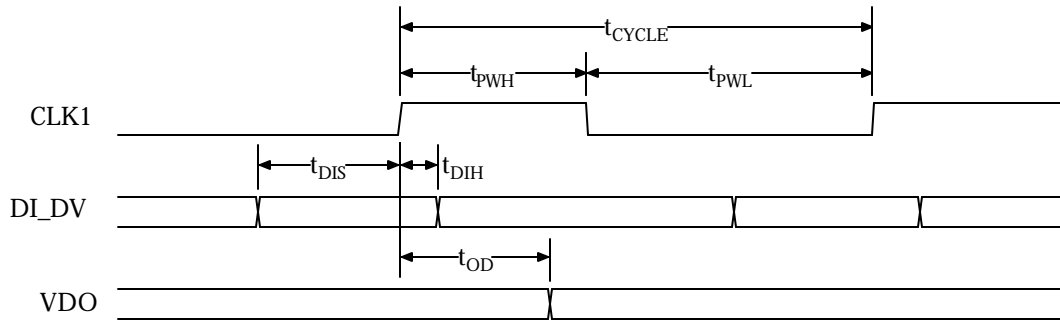 tCYCLE
tPWH tPWL
CLK1
tDIS tDIH
DI_DV
tOD
VDO